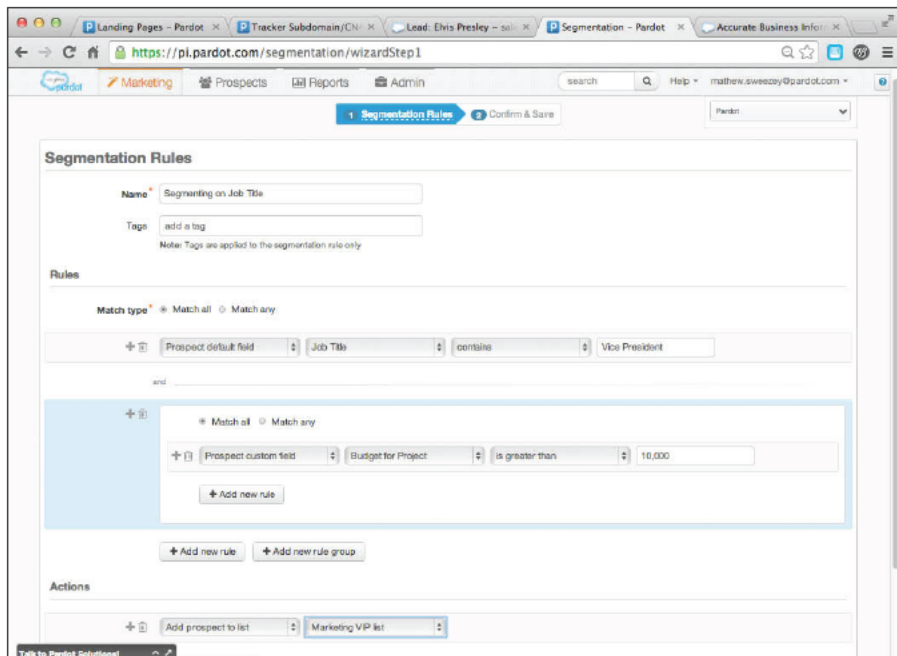 Landing Pages – Pardot
Tracker Subdomain/CN
Lead: Elvis Presley – sal
Segmentation – Pardot
Accurate Business Infor
https://pi.pardot.com/segmentation/wizardStep1
pardot
Marketing
Prospects
Reports
Admin
search
Help
mathew.sweezey@pardot.com
1 Segmentation Rules
2 Confirm & Save
Pardot
Segmentation Rules
Name* Segmenting on Job Title
Tags add a tag
Note: Tags are applied to the segmentation rule only
Rules
Match type* Match all Match any
Prospect default field Job Title contains Vice President
and
Match all Match any
Prospect custom field Budget for Project is greater than 10,000
+ Add new rule
+ Add new rule + Add new rule group
Actions
Add prospect to list Marketing VIP list
Talk to Pardot Solutions!